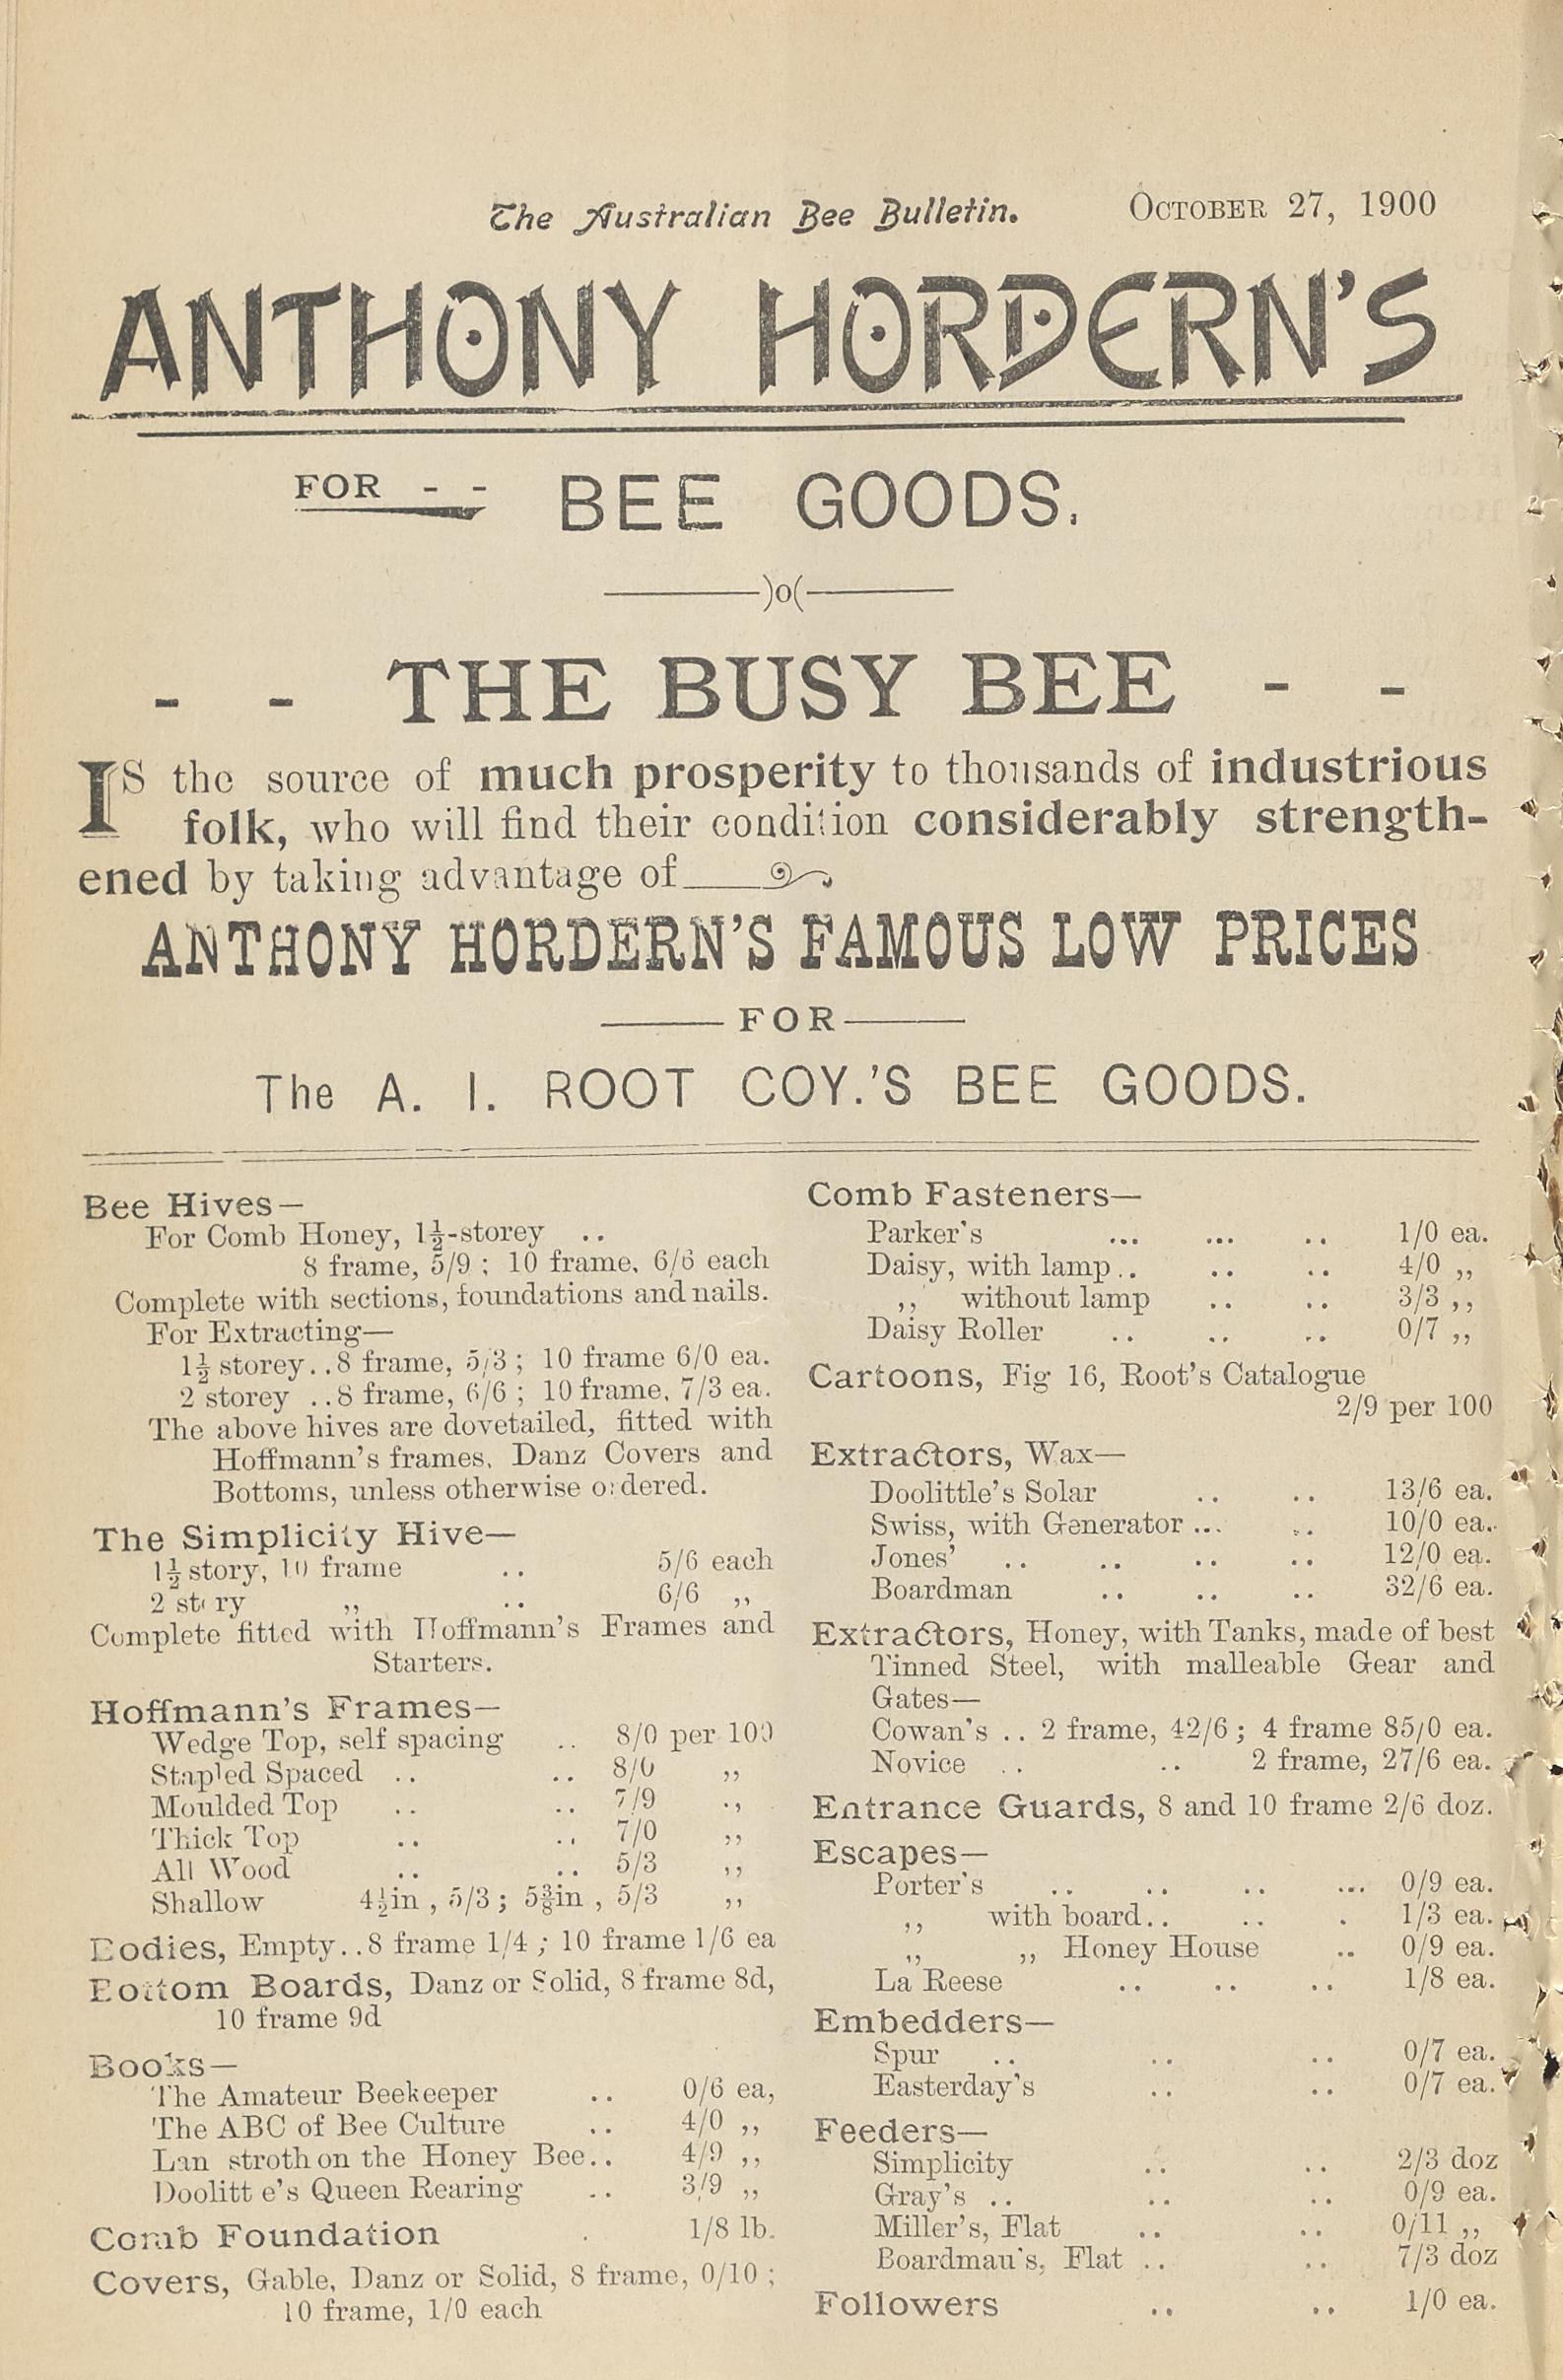 The Australian Bee Bulletin. OCTOBER 27, 1900
ANTHONY HORDERN'S
FOR - - BEE GOODS.
)o(
- - THE BUSY BEE - -
IS the source of much prosperity to thousands of industrious
folk, who will find their condition considerably strength-
ened by taking advantage of
ANTHONY HORDERN'S FAMOUS LOW PRICES
FOR
The A. I. ROOT COY.'S BEE GOODS.
Bee Hives—
For Comb Honey, 1½-storey ..
8 frame, 5/9 ; 10 frame, 6/6 each
Complete with sections, foundations and nails.
For Extracting—
1½ storey..8 frame, 5/3 ; 10 frame 6/0 ea.
2 storey ..8 frame, 6/6 ; 10 frame, 7/3 ea.
The above hives are dovetailed, fitted with
Hoffmann's frames, Danz Covers and
Bottoms, unless otherwise ordered.
The Simplicity Hive—
1½ story, 10 frame .. 5/6 each
2 story ,, .. 6/6 ,,
Complete fitted with Hoffmann's Frames and
Starters.
Hoffmann's Frames—
Wedge Top, self spacing .. 8/0 per 100
Stapled Spaced .. .. 8/0 ,,
Moulded Top .. .. 7/9 ,,
Thick Top .. .. 7/0 ,,
All Wood .. .. 5/3 ,,
Shallow 4½in , 5/3 ; 5⅜in , 5/3 ,,
Bodies, Empty..8 frame 1/4 ; 10 frame 1/6 ea
Bottom Boards, Danz or Solid, 8 frame 8d,
10 frame 9d
Books—
The Amateur Beekeeper .. 0/6 ea,
The ABC of Bee Culture .. 4/0 ,,
Lan stroth on the Honey Bee.. 4/9 ,,
Doolitt e's Queen Rearing .. 3/9 ,,
Comb Foundation . 1/8 lb.
Covers, Gable, Danz or Solid, 8 frame, 0/10 ;
10 frame, 1/0 each
Comb Fasteners—
Parker's ... ... .. 1/0 ea.
Daisy, with lamp.. .. .. 4/0 ,,
,, without lamp .. .. 3/3 ,,
Daisy Roller .. .. .. 0/7 ,,
Cartoons, Fig 16, Root's Catalogue
2/9 per 100
Extractors, Wax—
Doolittle's Solar .. .. 13/6 ea.
Swiss, with Generator ... .. 10/0 ea.
Jones' .. .. .. .. 12/0 ea.
Boardman .. .. .. 32/6 ea.
Extractors, Honey, with Tanks, made of best
Tinned Steel, with malleable Gear and
Gates—
Cowan's .. 2 frame, 42/6 ; 4 frame 85/0 ea.
Novice .. .. 2 frame, 27/6 ea.
Entrance Guards, 8 and 10 frame 2/6 doz.
Escapes—
Porter's .. .. .. ... 0/9 ea.
,, with board.. .. . 1/3 ea.
,, ,, Honey House .. 0/9 ea.
La Reese .. .. .. 1/8 ea.
Embedders—
Spur .. .. .. 0/7 ea.
Easterday's .. .. 0/7 ea.
Feeders—
Simplicity .. .. 2/3 doz
Gray's .. .. .. 0/9 ea.
Miller's, Flat .. .. 0/11 ,,
Boardman's, Flat .. .. 7/3 doz
Followers .. .. 1/0 ea.